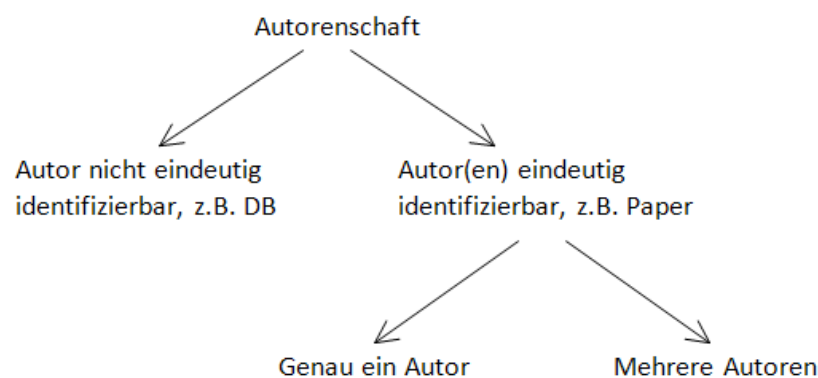 Autorenschaft
Autor nicht eindeutig
identifizierbar, z.B. DB
Autor(en) eindeutig
identifizierbar, z.B. Paper
Genau ein Autor
Mehrere Autoren